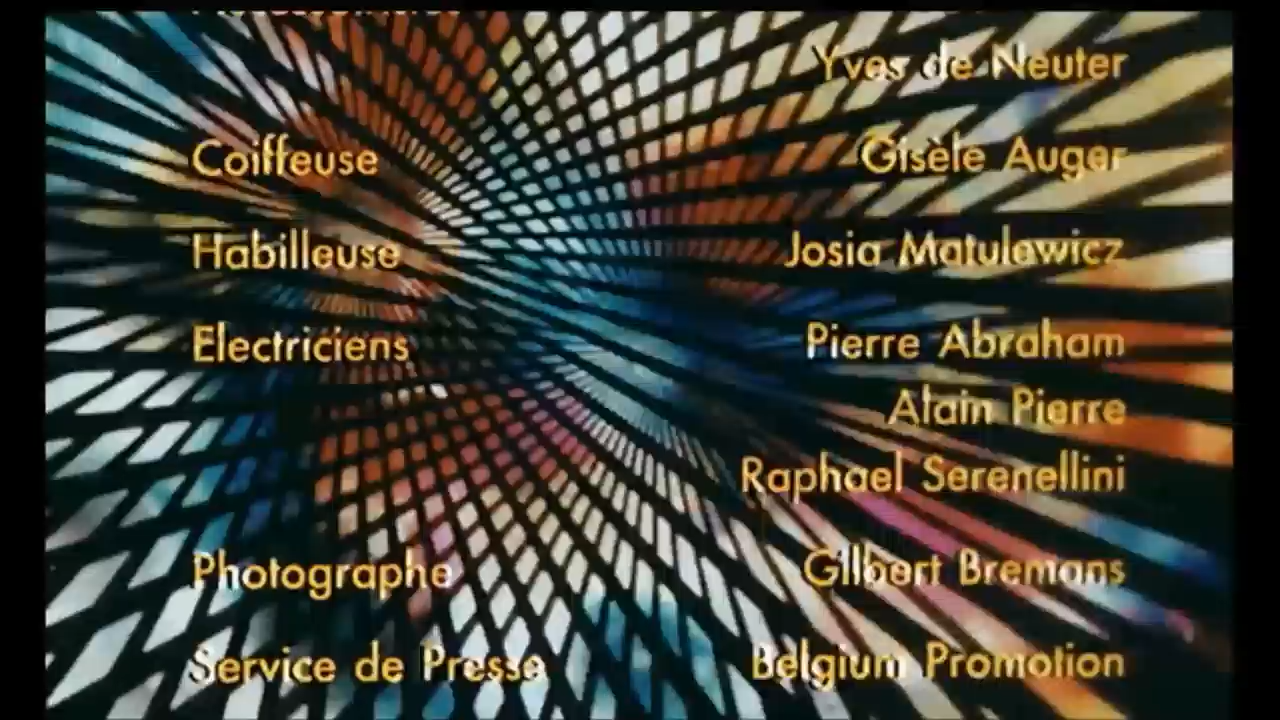 Yves de Neuter
Coiffeuse Gisèle Auger
Habilleuse Josia Matulewicz
Electriciens Pierre Abraham
Alain Pierre
Raphael Serenellini
Photographe Gilbert Bremans
Service de Presse Belgium Promotion